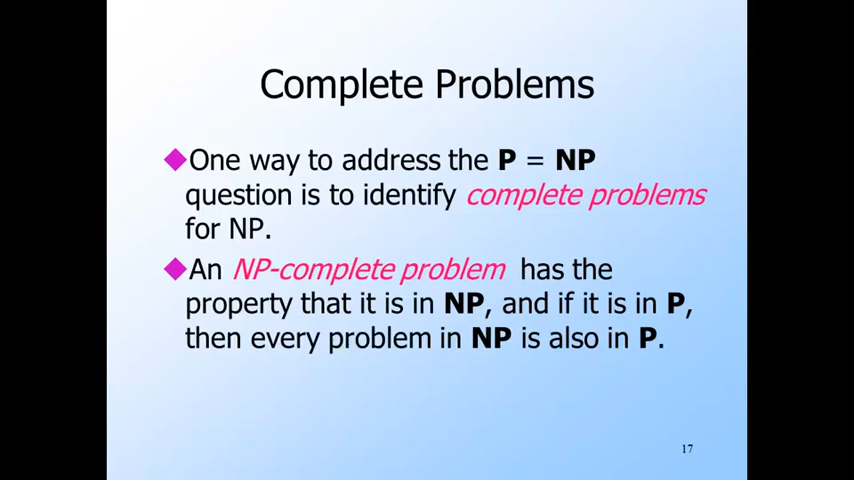 Complete Problems
One way to address the P = NP
question is to identify complete problems
for NP.
An NP-complete problem has the
property that it is in NP, and if it is in P,
then every problem in NP is also in P.
17